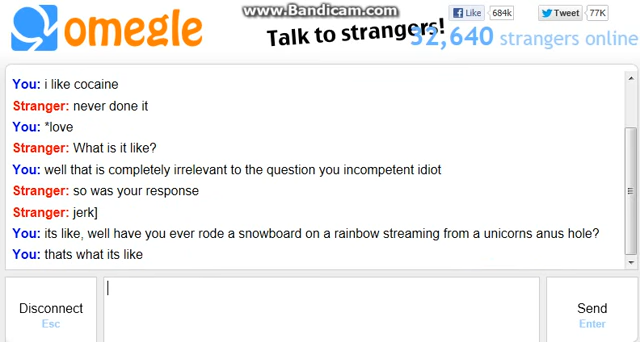 www.Bandicam.com
Like 684k Tweet 77K
omegle Talk to strangers! 32,640 strangers online
You: i like cocaine
Stranger: never done it
You: *love
Stranger: What is it like?
You: well that is completely irrelevant to the question you incompetent idiot
Stranger: so was your response
Stranger: jerk]
You: its like, well have you ever rode a snowboard on a rainbow streaming from a unicorns anus hole?
You: thats what its like
Disconnect Send
Esc Enter